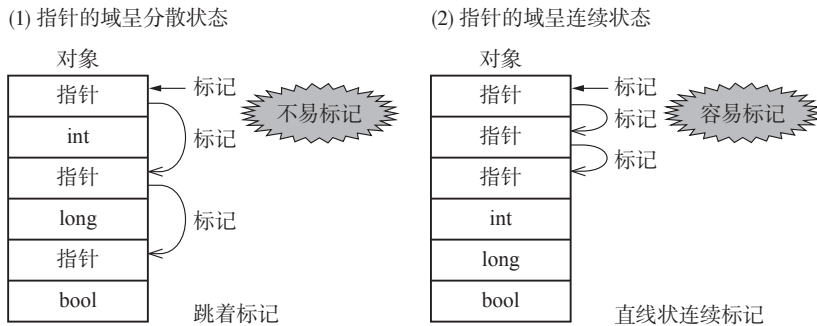 (1) 指针的域呈分散状态
对象
指针
int
指针
long
指针
bool
标记
标记
标记
不易标记
跳着标记
(2) 指针的域呈连续状态
对象
指针
指针
指针
int
long
bool
标记
标记
标记
容易标记
直线状连续标记